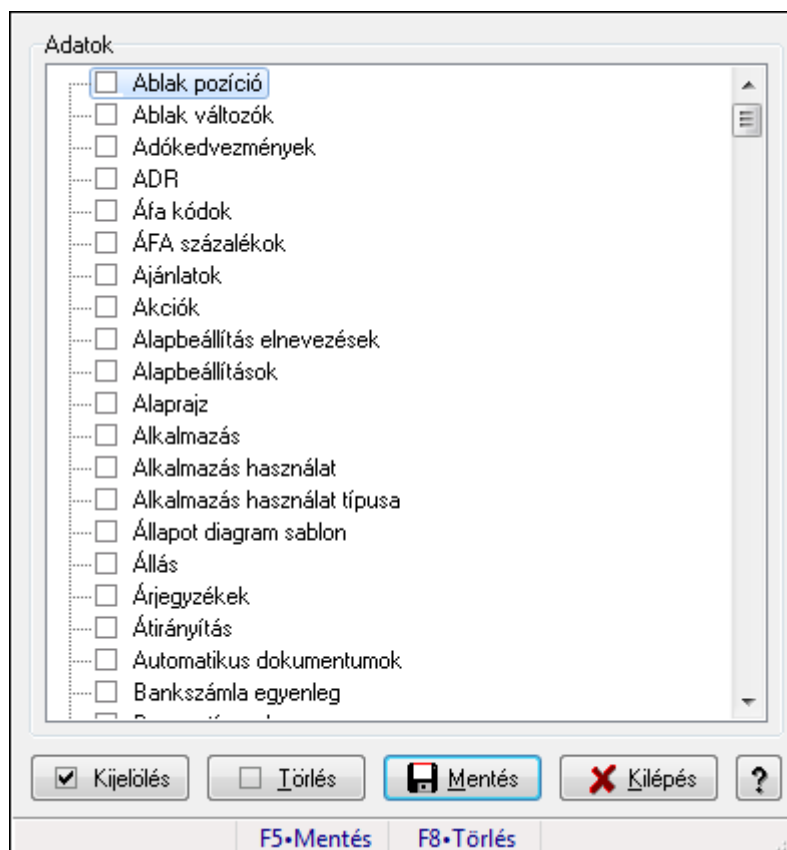 Adatok
Ablak pozíció
Ablak változók
Adókedvezmények
ADR
Áfa kódok
ÁFA százalékok
Ajánlatok
Akciók
Alapbeállítás elnevezések
Alapbeállítások
Alaprajz
Alkalmazás
Alkalmazás használat
Alkalmazás használat típusa
Állapot diagram sablon
Állás
Árjegyzékek
Átirányítás
Automatikus dokumentumok
Bankszámla egyenleg
Kijelölés Törlés Mentés Kilépés ?
F5•Mentés F8•Törlés